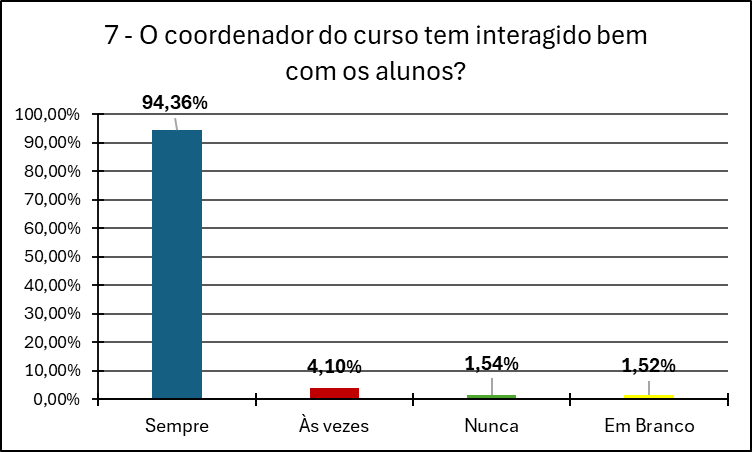 7 - O coordenador do curso tem interagido bem
com os alunos?
94,36%
100,00%
90,00%
80,00%
70,00%
60,00%
50,00%
40,00%
30,00%
20,00%
10,00%
0,00%
4,10%
1,54%
1,52%
Sempre
Às vezes
Nunca
Em Branco